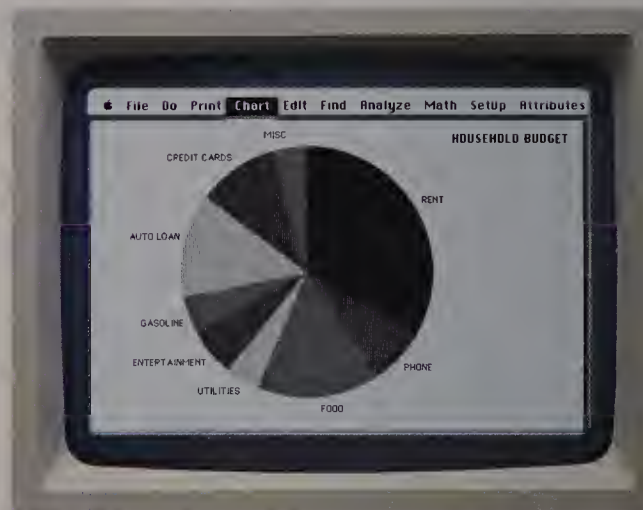 File Do Print Chart Edit Find Analyze Math SetUp Attributes
HOUSEHOLD BUDGET
MISC
CREDIT CARDS
RENT
AUTO LOAN
GASOLINE
ENTERTAINMENT
PHONE
UTILITIES
FOOD